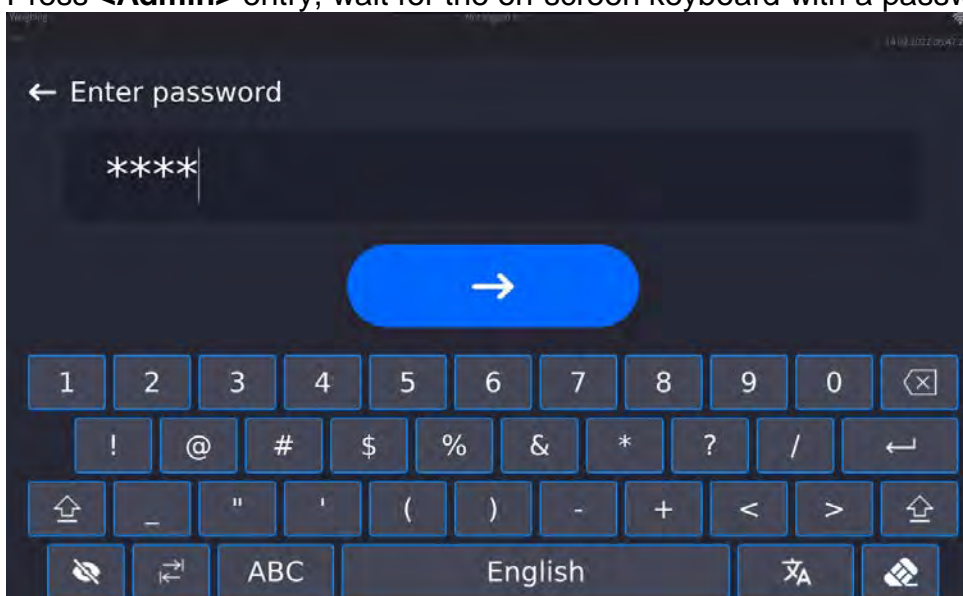 Press <Admin> entry, wait for the on-screen keyboard with a passw
Weighing
← Enter password
****
→
1 2 3 4 5 6 7 8 9 0
! @ # $ % & * ? /
_ " ' ( ) - + < >
ABC English